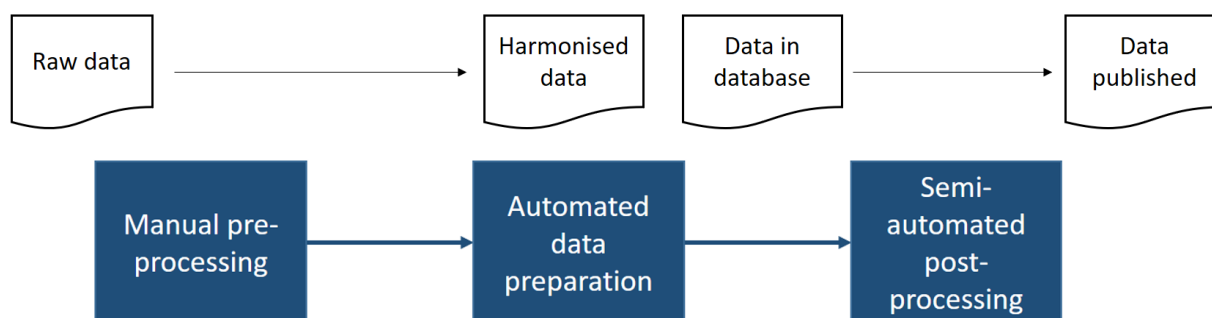 Raw data
Harmonised
data
Data in
database
Data
published
Manual pre-
processing
Automated
data
preparation
Semi-
automated
post-
processing